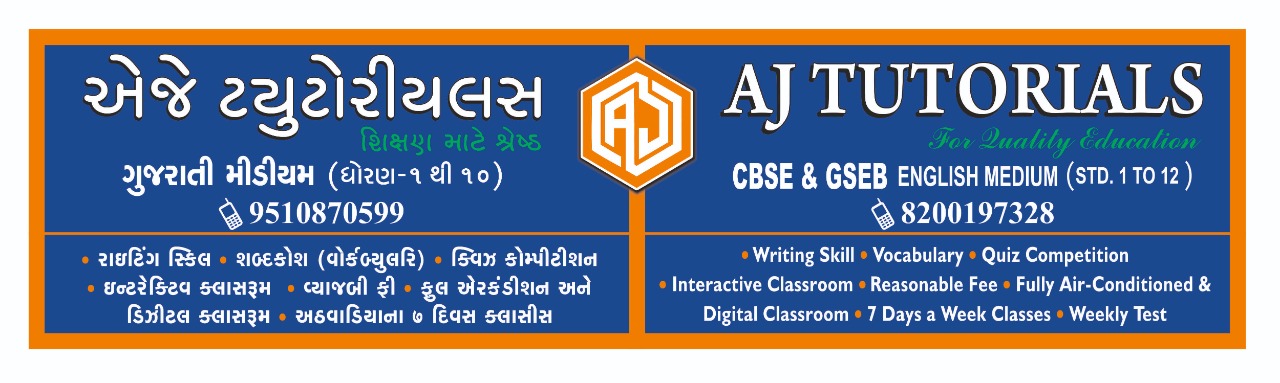 એજે ટ્યુટોરીયલસ
શિક્ષણ માટે શ્રેષ્ઠ
ગુજરાતી મીડીયમ (ધોરણ-૧ થી ૧૦)
9510870599
• રાઇટિંગ સ્કિલ • શબ્દકોશ (વોર્કબ્યુલરિ) • ક્વિઝ કોમ્પીટીશન
• ઇન્ટરેક્ટિવ ક્લાસરૂમ • વ્યાજબી ફી • ફુલ એરકંડીશન અને
ડિઝીટલ ક્લાસરૂમ • અઠવાડિયાના ૭ દિવસ ક્લાસીસ
AJ
AJ TUTORIALS
For Quality Education
CBSE & GSEB ENGLISH MEDIUM (STD. 1 TO 12 )
8200197328
• Writing Skill • Vocabulary • Quiz Competition
• Interactive Classroom • Reasonable Fee • Fully Air-Conditioned &
Digital Classroom • 7 Days a Week Classes • Weekly Test